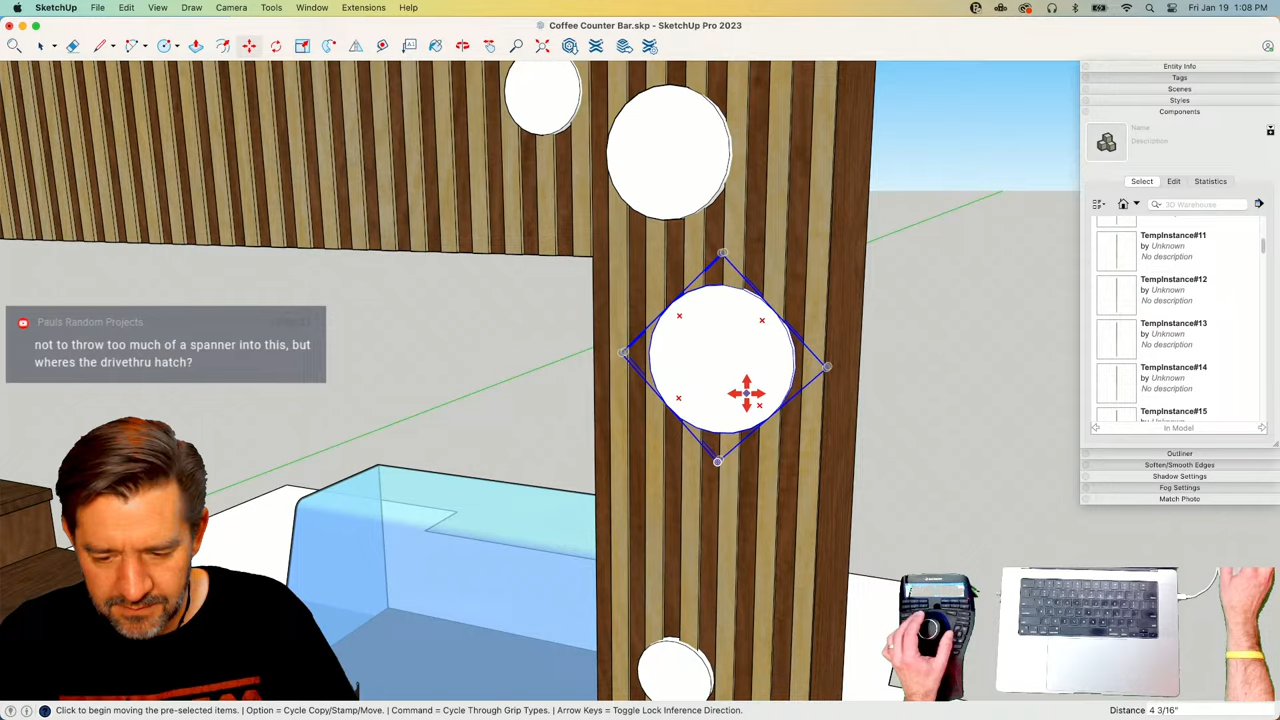 SketchUp File Edit View Draw Camera Tools Window Extensions Help
Fri Jan 19 1:08 PM
Coffee Counter Bar.skp - SketchUp Pro 2023
Entity Info
Tags
Scenes
Styles
Components
Name
Description
Select Edit Statistics
3D Warehouse
TempInstance#11
by Unknown
No description
TempInstance#12
by Unknown
No description
TempInstance#13
by Unknown
No description
TempInstance#14
by Unknown
No description
TempInstance#15
by Unknown
In Model
Outliner
Soften/Smooth Edges
Shadow Settings
Fog Settings
Match Photo
Pauls Random Projects
not to throw too much of a spanner into this, but
wheres the drivethru hatch?
Click to begin moving the pre-selected items. | Option = Cycle Copy/Stamp/Move. | Command = Cycle Through Grip Types. | Arrow Keys = Toggle Lock Inference Direction.
Distance 4 3/16"